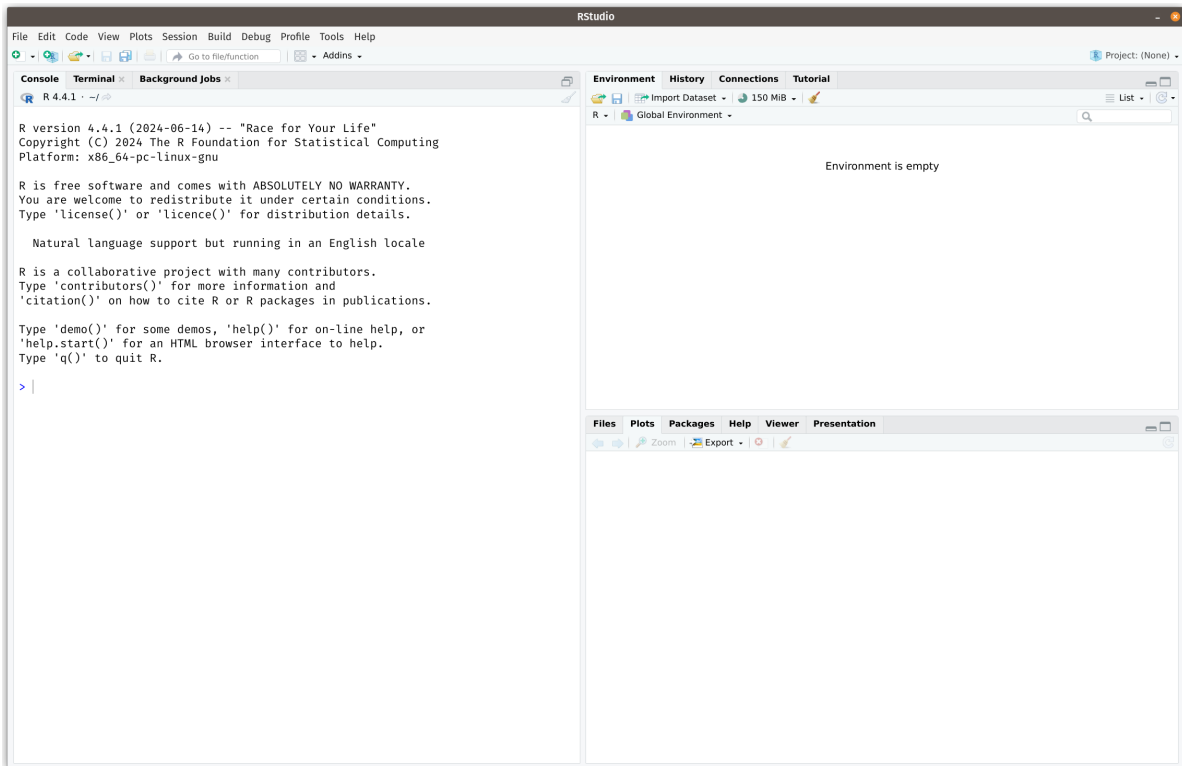 RStudio
File Edit Code View Plots Session Build Debug Profile Tools Help
Go to file/function Addins Project: (None)
Console Terminal Background Jobs
R 4.4.1 · ~/
R version 4.4.1 (2024-06-14) -- "Race for Your Life"
Copyright (C) 2024 The R Foundation for Statistical Computing
Platform: x86_64-pc-linux-gnu
R is free software and comes with ABSOLUTELY NO WARRANTY.
You are welcome to redistribute it under certain conditions.
Type 'license()' or 'licence()' for distribution details.
Natural language support but running in an English locale
R is a collaborative project with many contributors.
Type 'contributors()' for more information and
'citation()' on how to cite R or R packages in publications.
Type 'demo()' for some demos, 'help()' for on-line help, or
'help.start()' for an HTML browser interface to help.
Type 'q()' to quit R.
>
Environment History Connections Tutorial
Import Dataset 150 MiB List
R Global Environment
Environment is empty
Files Plots Packages Help Viewer Presentation
Zoom Export